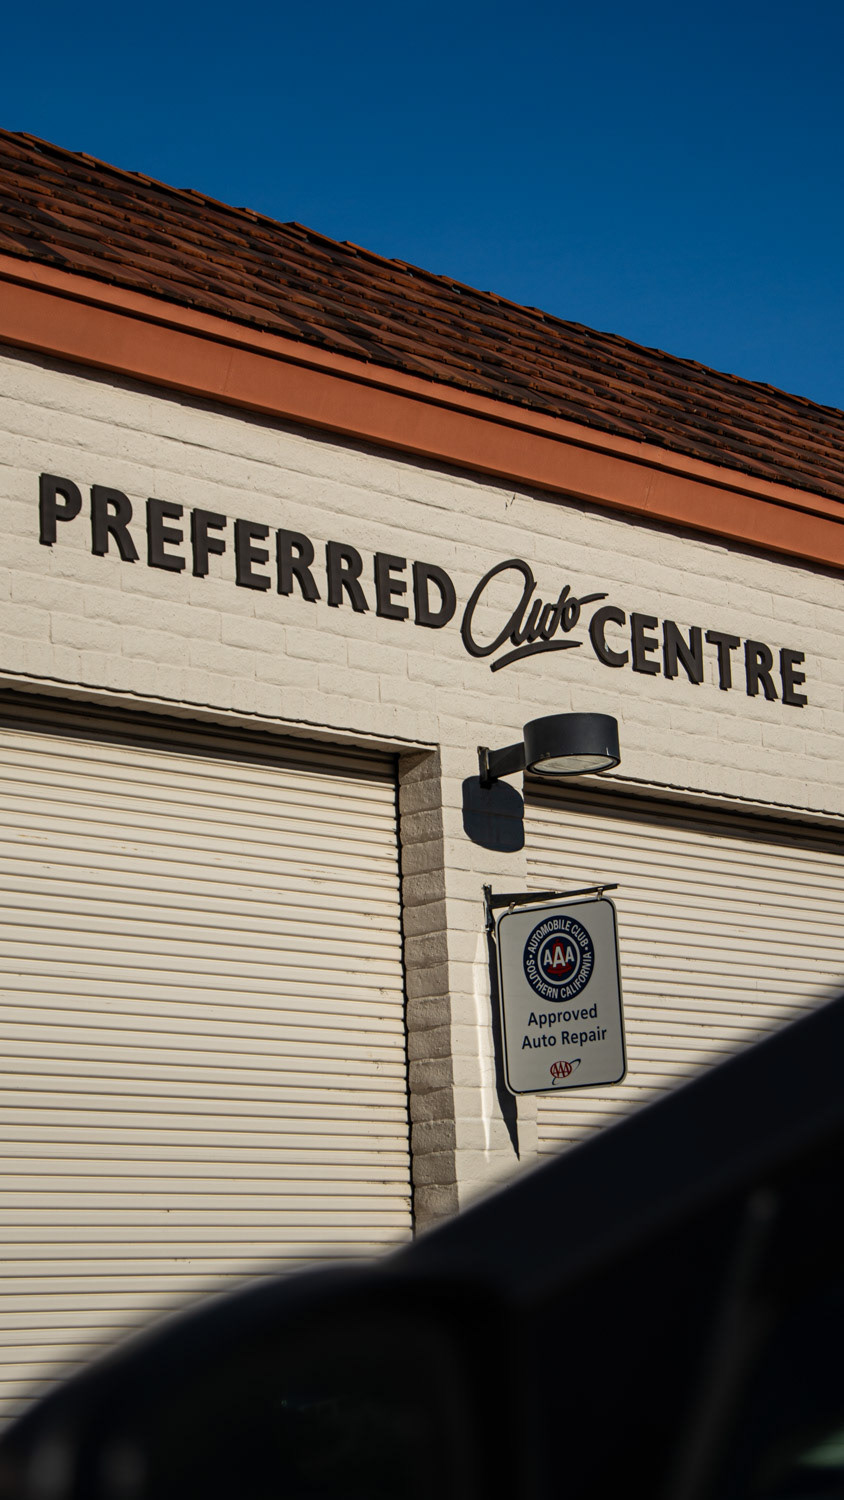 PREFERRED Auto CENTRE
AUTOMOBILE CLUB
AAA
SOUTHERN CALIFORNIA
Approved
Auto Repair
AAA